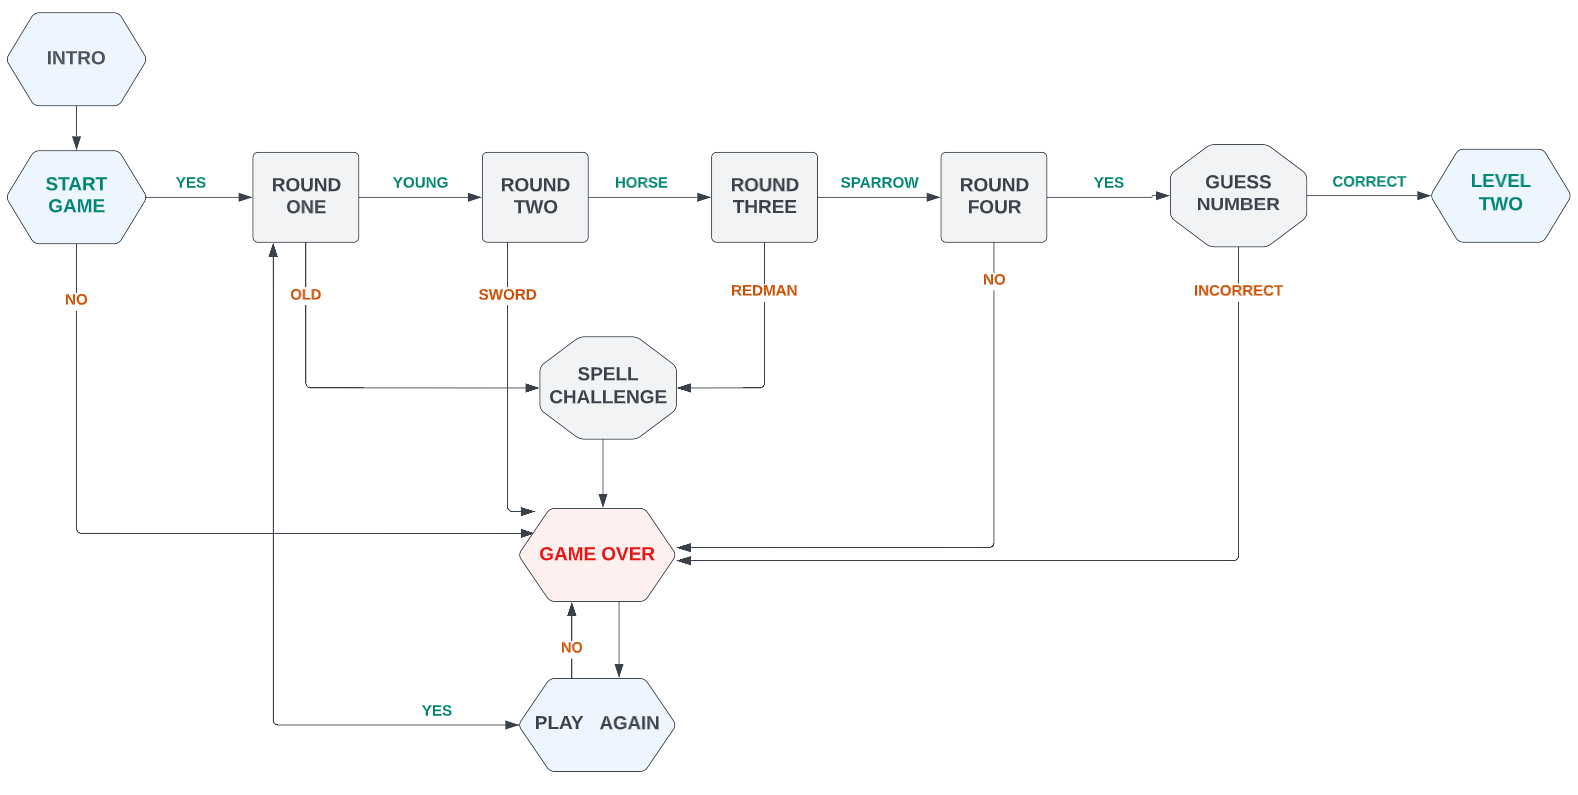 INTRO
START
GAME
YES
ROUND
ONE
YOUNG
ROUND
TWO
HORSE
ROUND
THREE
SPARROW
ROUND
FOUR
YES
GUESS
NUMBER
CORRECT
LEVEL
TWO
NO
OLD
SWORD
REDMAN
NO
INCORRECT
SPELL
CHALLENGE
GAME OVER
NO
YES
PLAY AGAIN